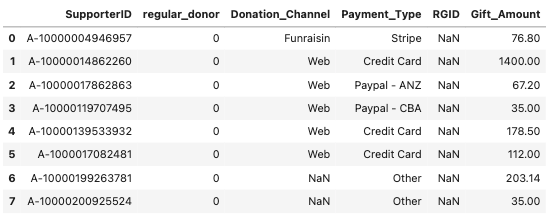 SupporterID regular_donor Donation_Channel Payment_Type RGID Gift_Amount
0 A-10000004946957 0 Funraisin Stripe NaN 76.80
1 A-10000014862260 0 Web Credit Card NaN 1400.00
2 A-10000017862863 0 Web Paypal - ANZ NaN 67.20
3 A-10000119707495 0 Web Paypal - CBA NaN 35.00
4 A-10000139533932 0 Web Credit Card NaN 178.50
5 A-1000017082481 0 Web Credit Card NaN 112.00
6 A-10000199263781 0 NaN Other NaN 203.14
7 A-10000200925524 0 NaN Other NaN 35.00